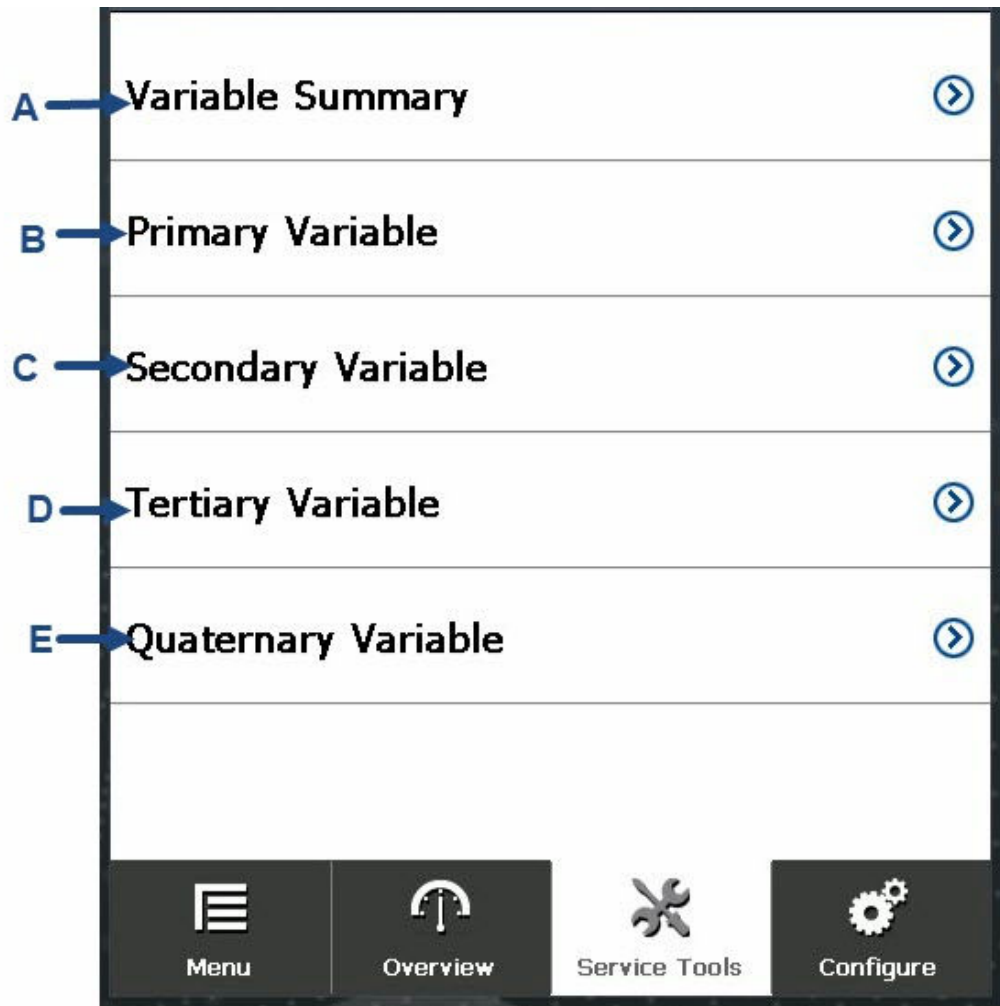 A Variable Summary
B Primary Variable
C Secondary Variable
D Tertiary Variable
E Quaternary Variable
Menu Overview Service Tools Configure